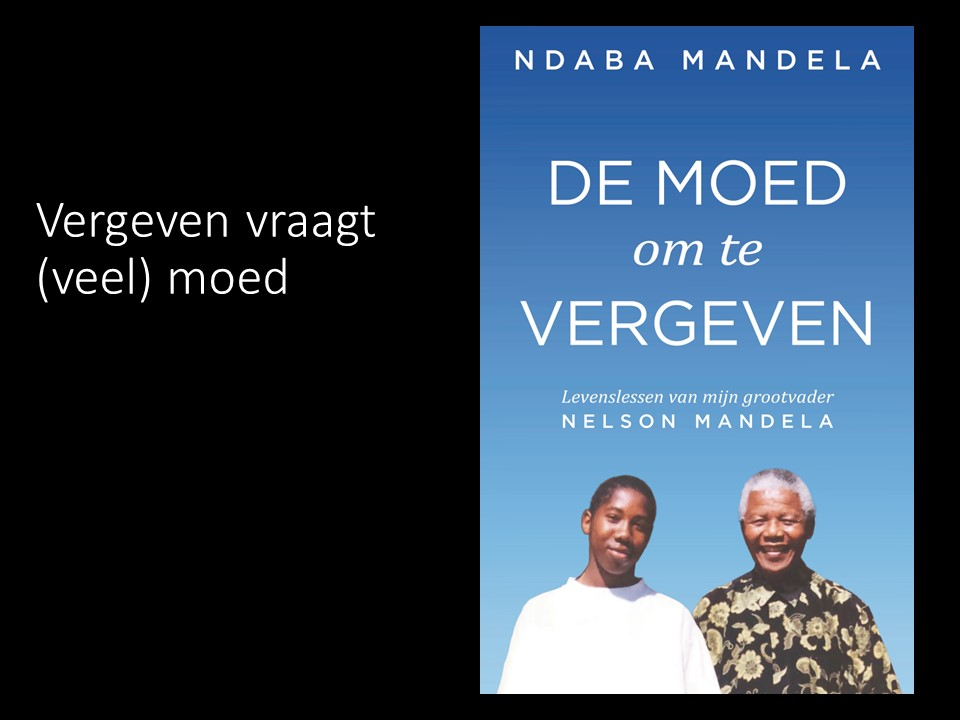 Vergeven vraagt
(veel) moed
NDABA MANDELA
DE MOED
om te
VERGEVEN
Levenslessen van mijn grootvader
NELSON MANDELA